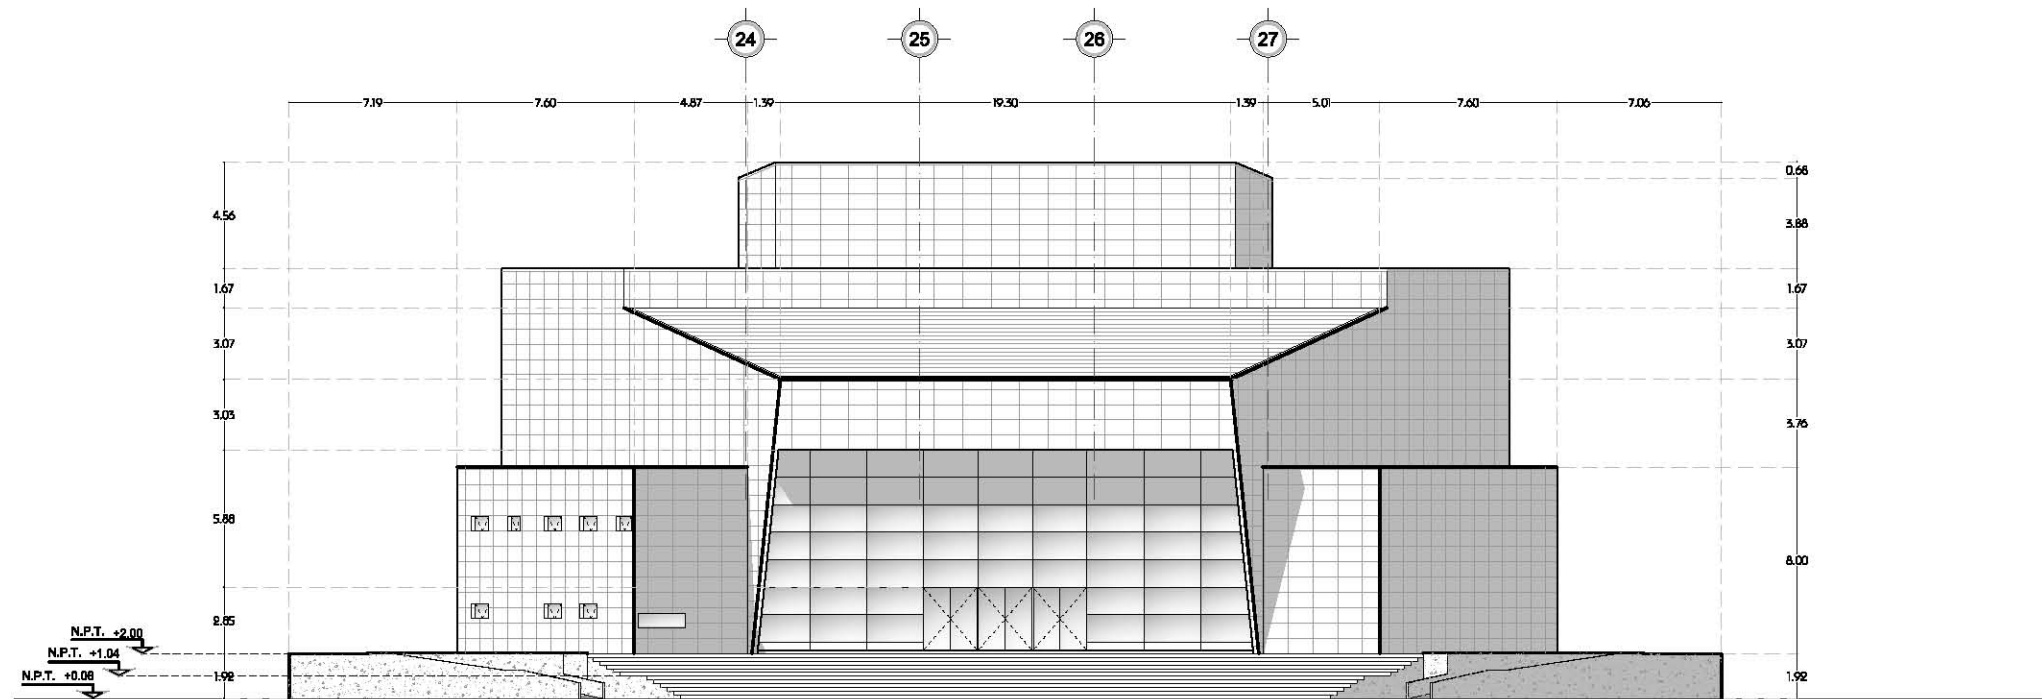 24 25 26 27
7.19 7.60 4.87 1.39 19.30 1.39 5.01 7.60 7.06
0.68
4.56 3.88
1.67 1.67
3.07 3.07
3.03 3.76
5.88
8.00
2.85
N.P.T. +2.00
N.P.T. +1.04
N.P.T. +0.08
1.92 1.92